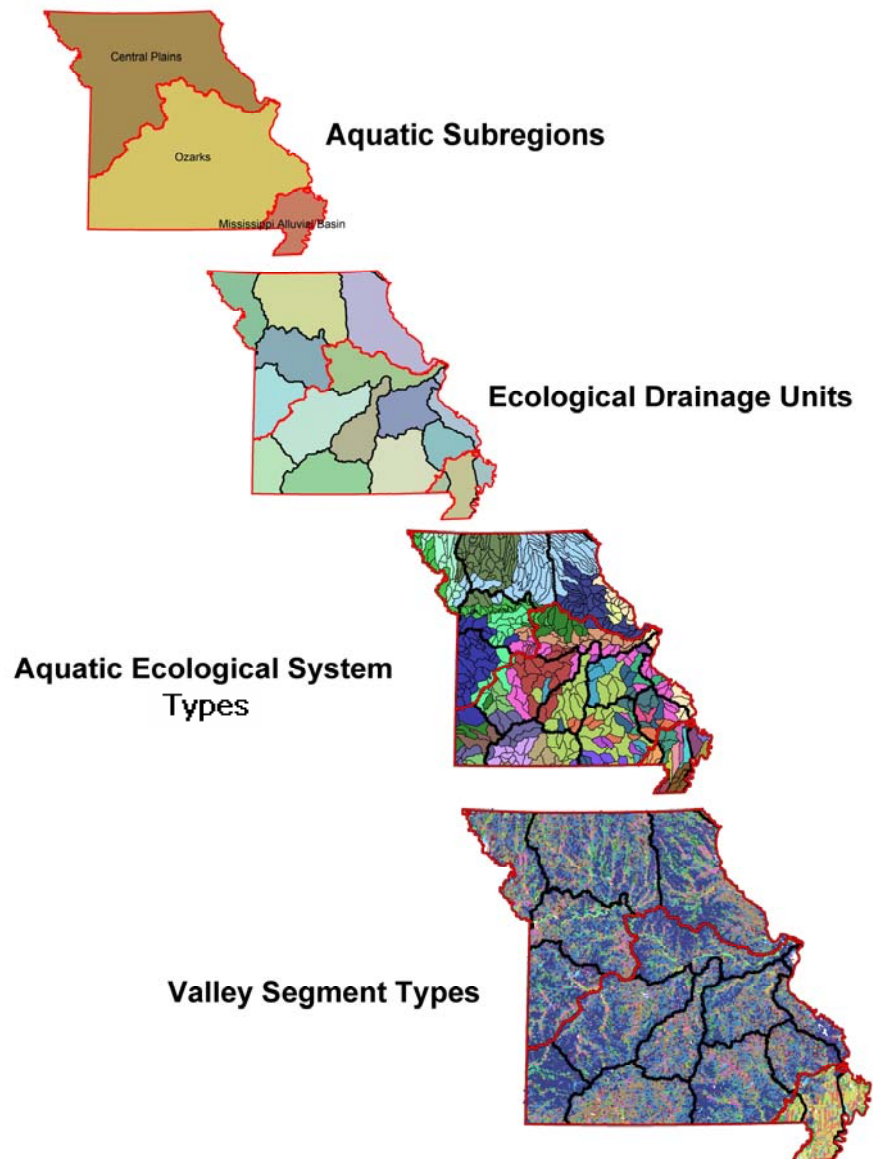 Central Plains
Ozarks
Mississippi Alluvial Basin
Aquatic Subregions
Ecological Drainage Units
Aquatic Ecological System
Types
Valley Segment Types